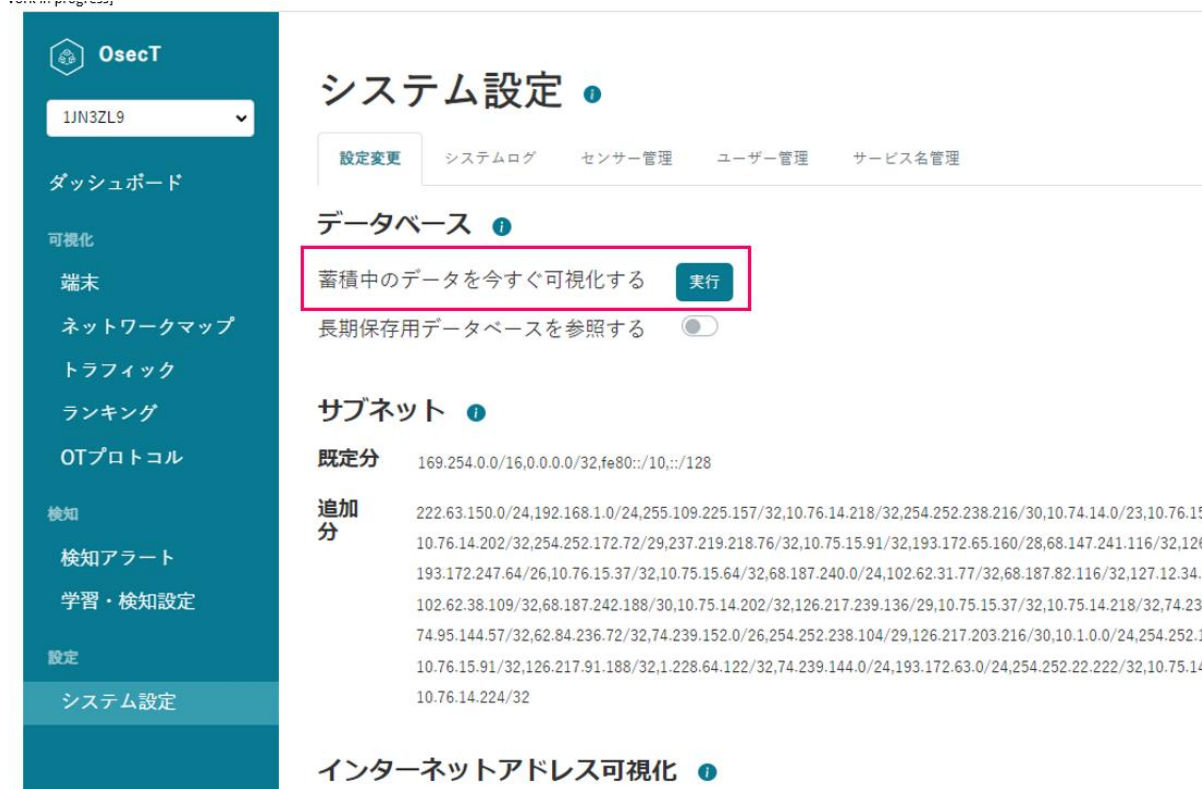 work in progress]
OsecT
1JN3ZL9
ダッシュボード
可視化
端末
ネットワークマップ
トラフィック
ランキング
OTプロトコル
検知
検知アラート
学習・検知設定
設定
システム設定
システム設定
設定変更 システムログ センサー管理 ユーザー管理 サービス名管理
データベース
蓄積中のデータを今すぐ可視化する 実行
長期保存用データベースを参照する
サブネット
既定分 169.254.0.0/16,0.0.0.0/32,fe80::/10,::/128
追加分
222.63.150.0/24,192.168.1.0/24,255.109.225.157/32,10.76.14.218/32,254.252.238.216/30,10.74.14.0/23,10.76.15
10.76.14.202/32,254.252.172.72/29,237.219.218.76/32,10.75.15.91/32,193.172.65.160/28,68.147.241.116/32,126
193.172.247.64/26,10.76.15.37/32,10.75.15.64/32,68.187.240.0/24,102.62.31.77/32,68.187.82.116/32,127.12.34.
102.62.38.109/32,68.187.242.188/30,10.75.14.202/32,126.217.239.136/29,10.75.15.37/32,10.75.14.218/32,74.23
74.95.144.57/32,62.84.236.72/32,74.239.152.0/26,254.252.238.104/29,126.217.203.216/30,10.1.0.0/24,254.252.1
10.76.15.91/32,126.217.91.188/32,1.228.64.122/32,74.239.144.0/24,193.172.63.0/24,254.252.22.222/32,10.75.14
10.76.14.224/32
インターネットアドレス可視化